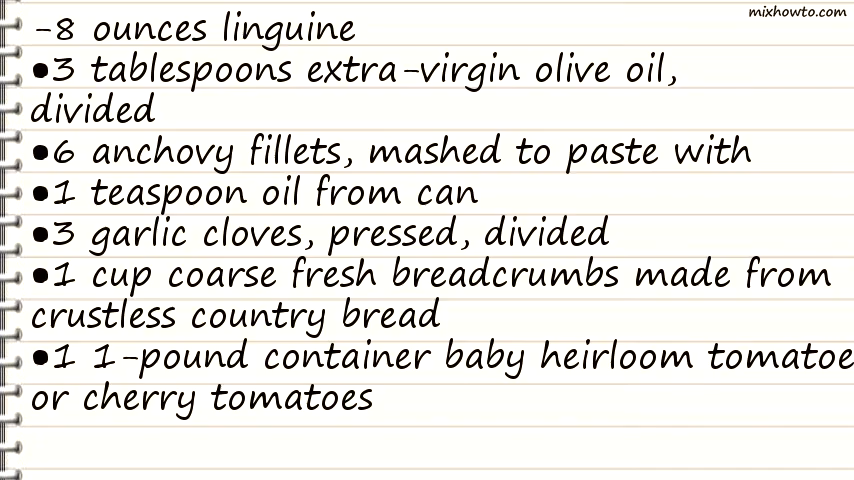 mixhowto.com
-8 ounces linguine
•3 tablespoons extra-virgin olive oil,
divided
•6 anchovy fillets, mashed to paste with
•1 teaspoon oil from can
•3 garlic cloves, pressed, divided
•1 cup coarse fresh breadcrumbs made from
crustless country bread
•1 1-pound container baby heirloom tomatoe
or cherry tomatoes